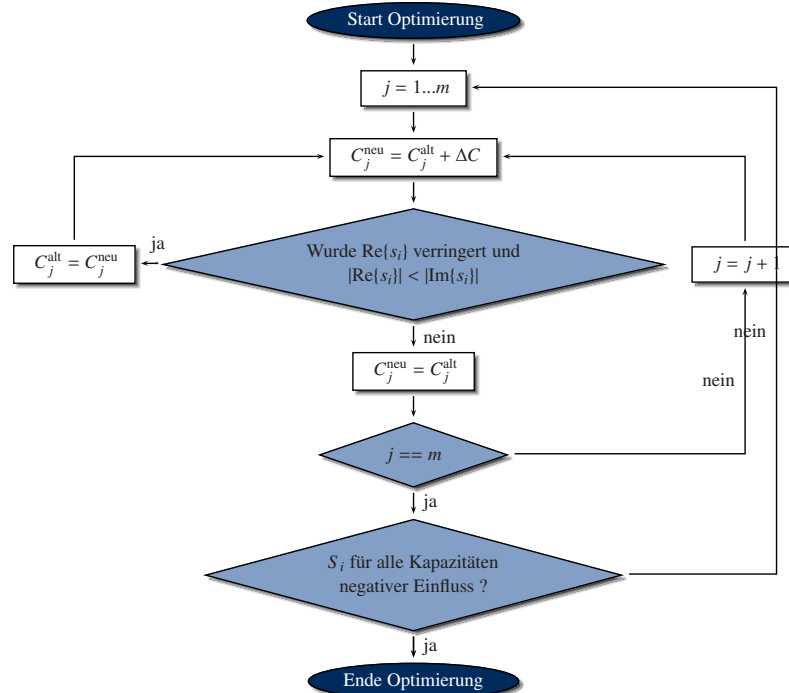 Start Optimierung
j = 1...m
C_j^neu = C_j^alt + ΔC
Wurde Re{s_i} verringert und
|Re{s_i}| < |Im{s_i}|
ja
C_j^alt = C_j^neu
j = j + 1
nein
C_j^neu = C_j^alt
nein
nein
j == m
ja
S_i für alle Kapazitäten
negativer Einfluss ?
ja
Ende Optimierung